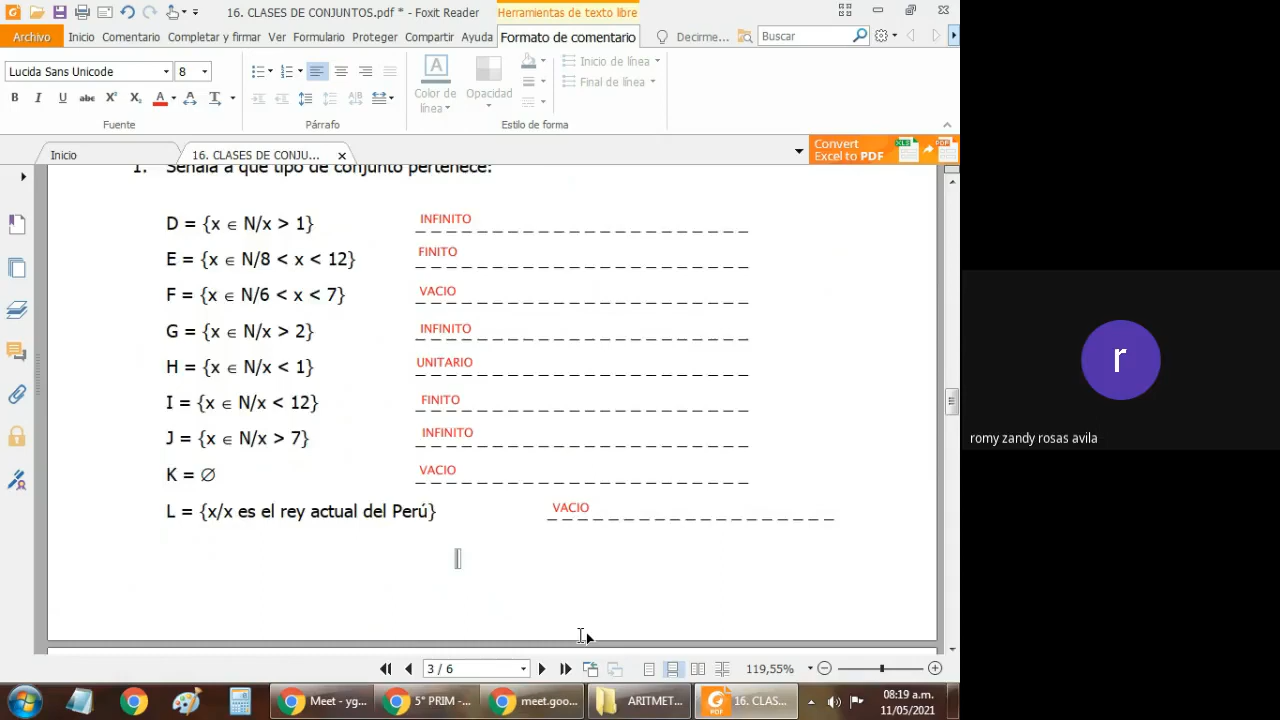 16. CLASES DE CONJUNTOS.pdf * - Foxit Reader
Herramientas de texto libre
Archivo Inicio Comentario Completar y firmar Ver Formulario Proteger Compartir Ayuda Formato de comentario Decirme... Buscar
Lucida Sans Unicode 8
Color de línea
Opacidad
Inicio de línea
Final de línea
Fuente Párrafo Estilo de forma
Inicio 16. CLASES DE CONJU...
Convert
Excel to PDF
1. Señala a qué tipo de conjunto pertenece:
D = {x ∈ N/x > 1} INFINITO
E = {x ∈ N/8 < x < 12} FINITO
F = {x ∈ N/6 < x < 7} VACIO
G = {x ∈ N/x > 2} INFINITO
H = {x ∈ N/x < 1} UNITARIO
I = {x ∈ N/x < 12} FINITO
J = {x ∈ N/x > 7} INFINITO
K = ∅ VACIO
L = {x/x es el rey actual del Perú} VACIO
r
romy zandy rosas avila
3 / 6 119,55%
Meet - yg... 5° PRIM -... meet.goo... ARITMET... 16. CLAS...
08:19 a.m.
11/05/2021